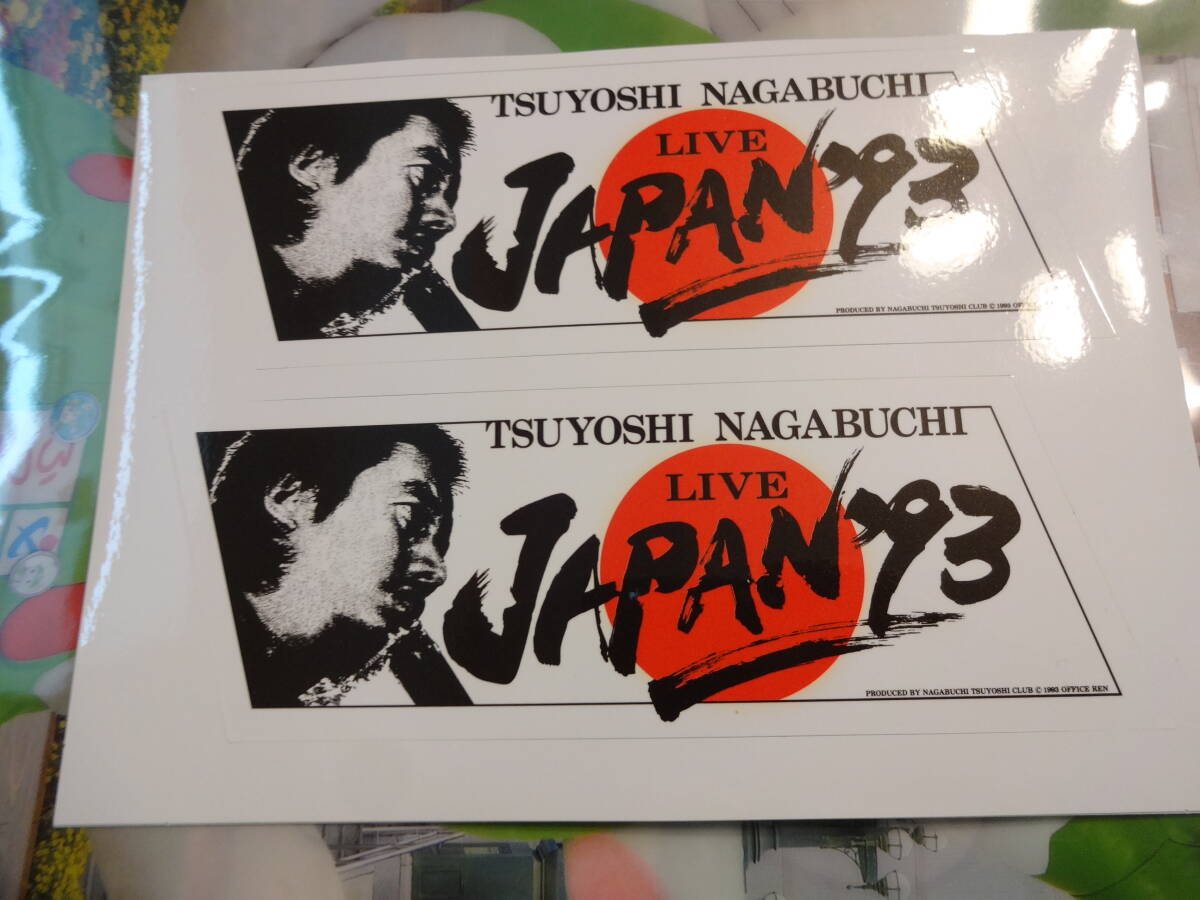 TSUYOSHI NAGABUCHI
LIVE
JAPAN '93
PRODUCED BY NAGABUCHI TSUYOSHI CLUB © 1993 OFFICE
TSUYOSHI NAGABUCHI
LIVE
JAPAN '93
PRODUCED BY NAGABUCHI TSUYOSHI CLUB © 1993 OFFICE REN